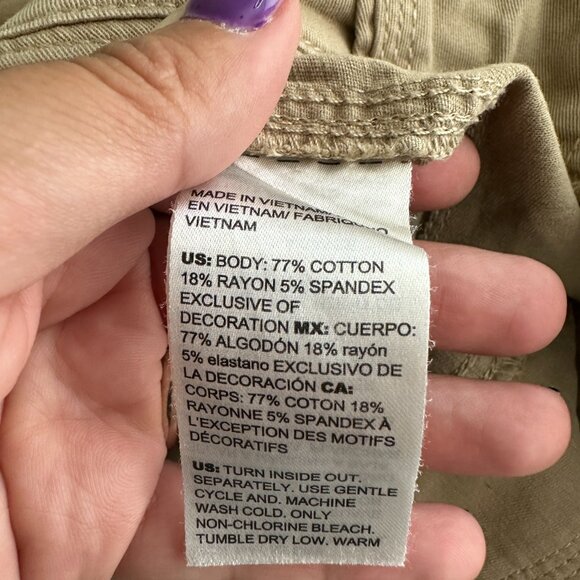 MADE IN VIETNAM/
EN VIETNAM/
VIETNAM
US: BODY: 77% COTTON
18% RAYON 5% SPANDEX
EXCLUSIVE OF
DECORATION MX: CUERPO:
77% ALGODÓN 18% rayón
5% elastano EXCLUSIVO DE
LA DECORACIÓN CA:
CORPS: 77% COTON 18%
RAYONNE 5% SPANDEX À
L'EXCEPTION DES MOTIFS
DÉCORATIFS
US: TURN INSIDE OUT.
SEPARATELY. USE GENTLE
CYCLE AND. MACHINE
WASH COLD. ONLY
NON-CHLORINE BLEACH.
TUMBLE DRY LOW. WARM